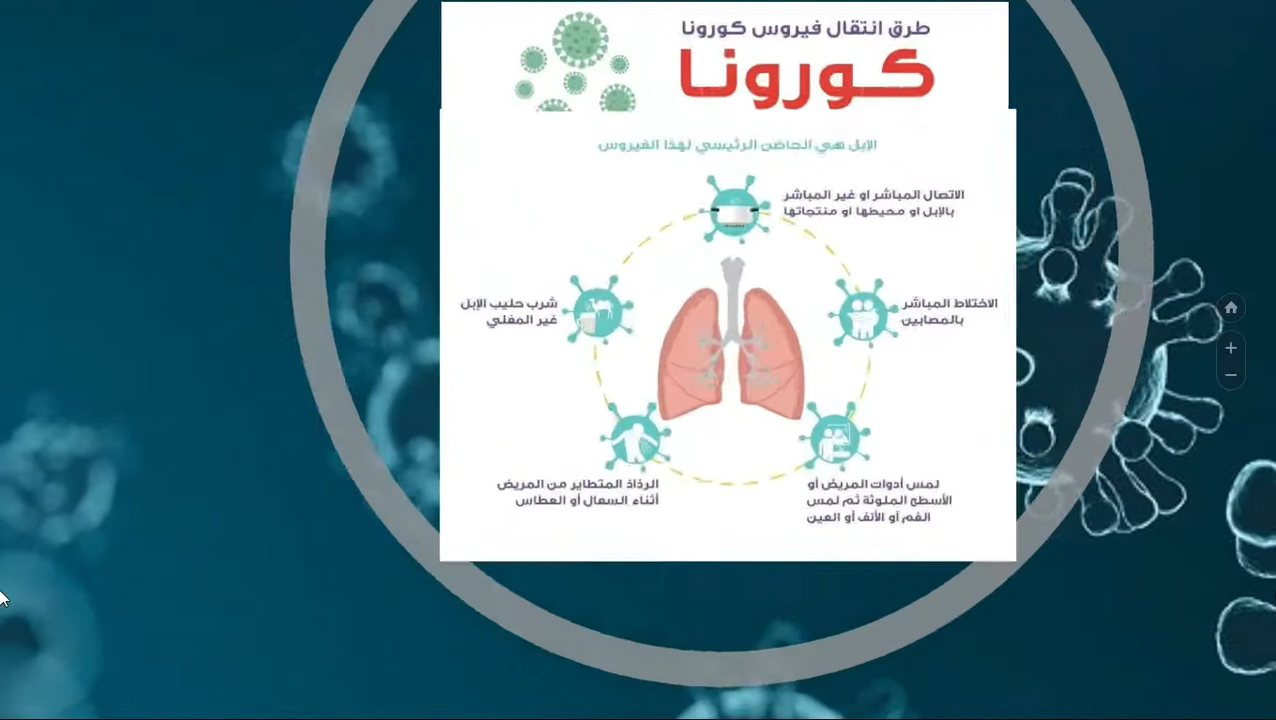 طرق انتقال فيروس كورونا
كورونا
الإبل هي الحاضن الرئيسي لهذا الفيروس
الاتصال المباشر او غير المباشر
بالإبل او محيطها او منتجاتها
الاختلاط المباشر
بالمصابين
شرب حليب الإبل
غير المغلي
لمس أدوات المريض أو
الأسطح الملوثة ثم لمس
الفم أو الأنف أو العين
الرذاذ المتطاير من المريض
أثناء السعال أو العطاس